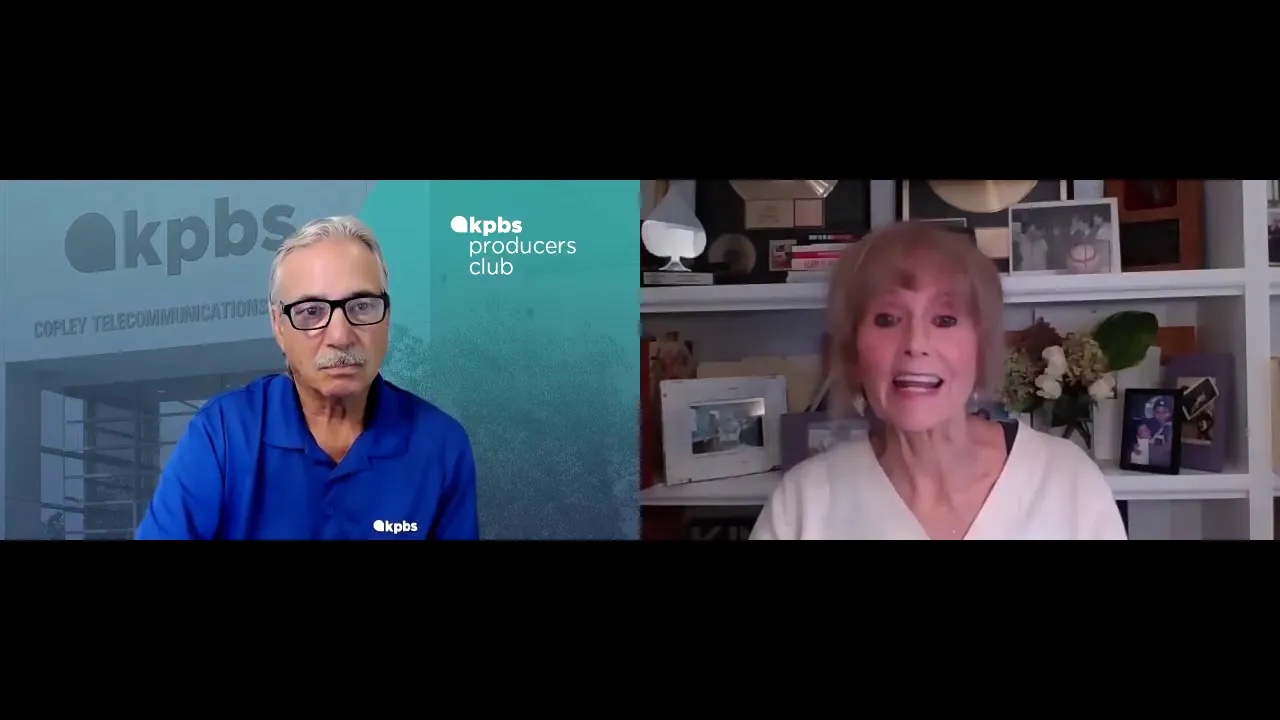 kpbs
COPLEY TELECOMMUNICATIONS
kpbs
producers
club
kpbs